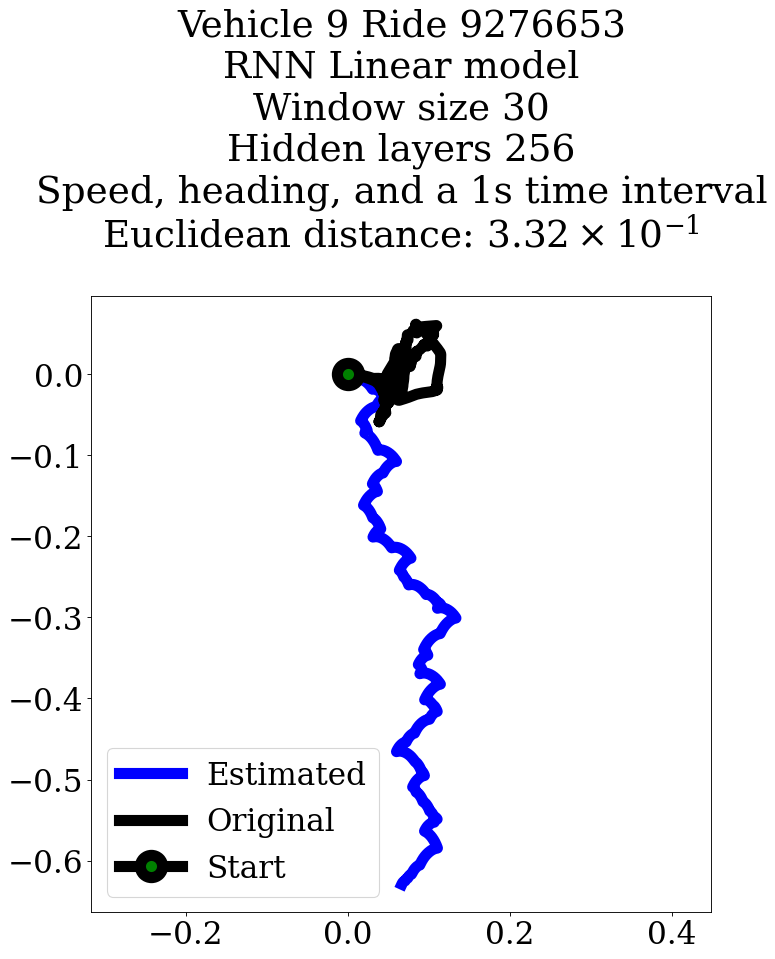 Vehicle 9 Ride 9276653
RNN Linear model
Window size 30
Hidden layers 256
Speed, heading, and a 1s time interval
Euclidean distance: 3.32 × 10⁻¹
0.0
−0.1
−0.2
−0.3
−0.4
−0.5
−0.6
Estimated
Original
Start
−0.2 0.0 0.2 0.4